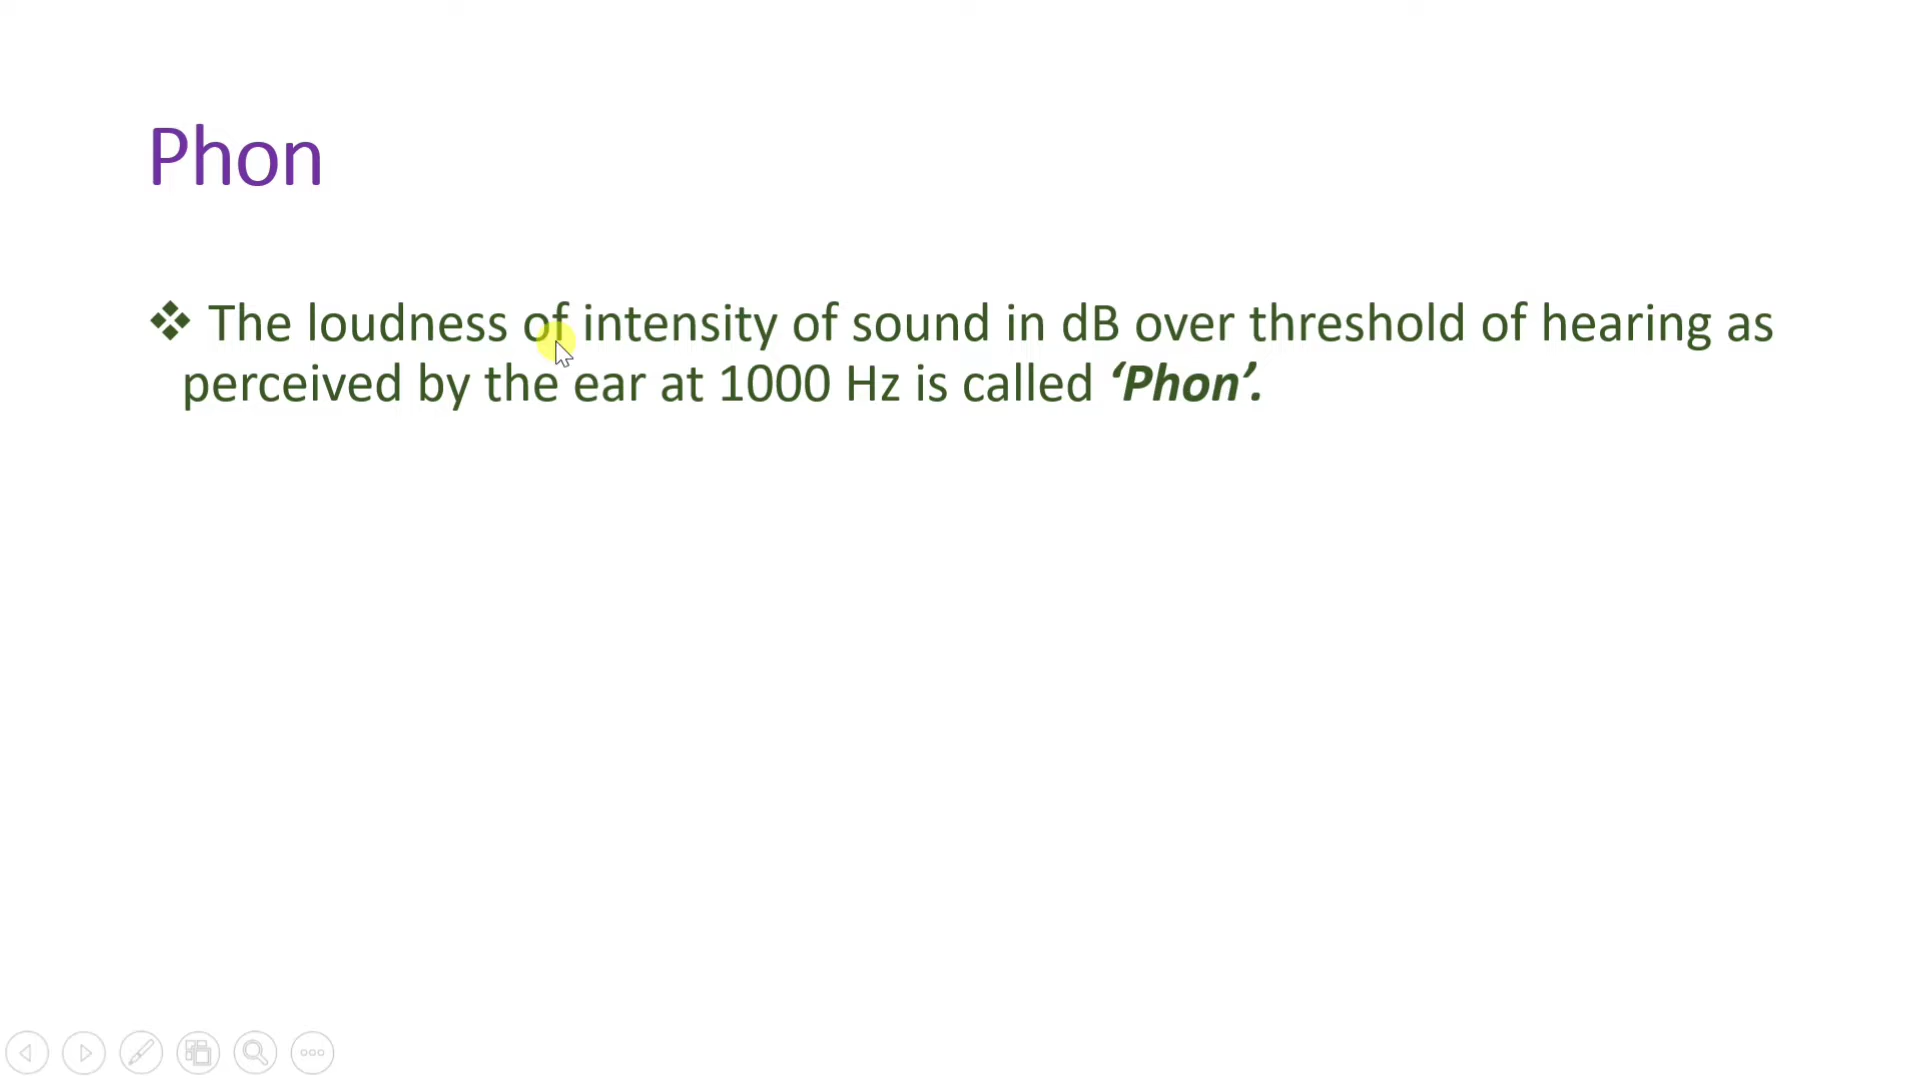 Phon
❖ The loudness of intensity of sound in dB over threshold of hearing as
perceived by the ear at 1000 Hz is called ‘Phon’.